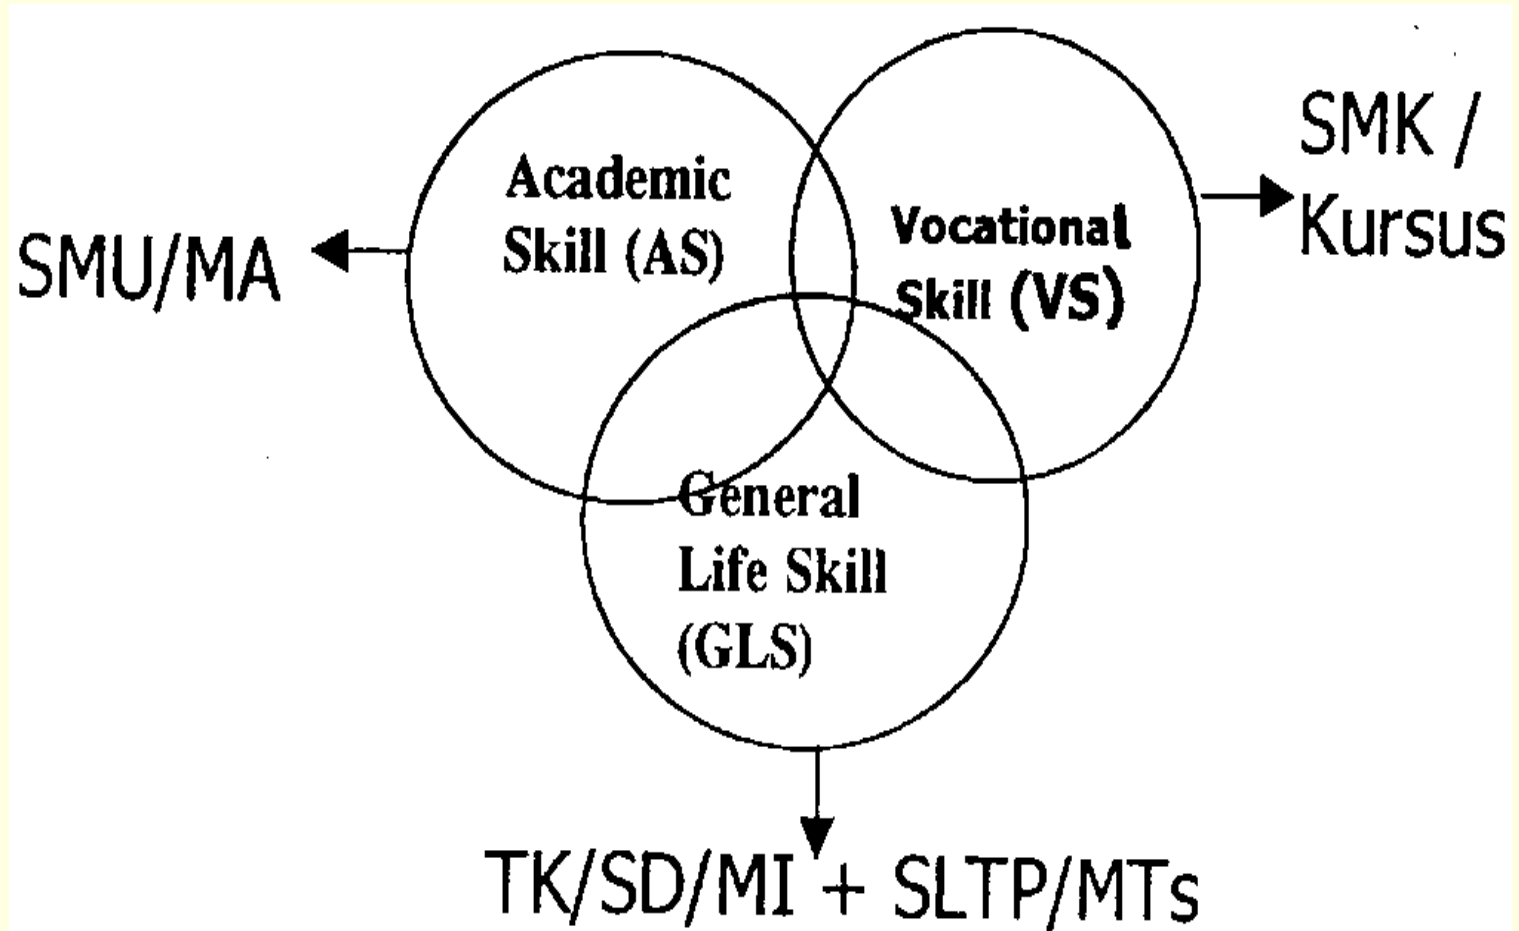 Academic
Skill (AS)
Vocational
Skill (VS)
SMK /
Kursus
SMU/MA
General
Life Skill
(GLS)
TK/SD/MI + SLTP/MTs